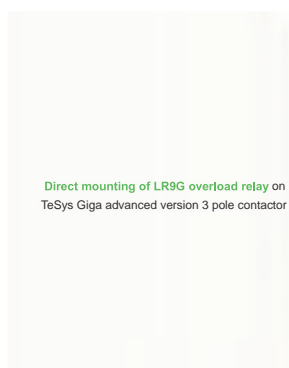 Direct mounting of LR9G overload relay on
TeSys Giga advanced version 3 pole contactor